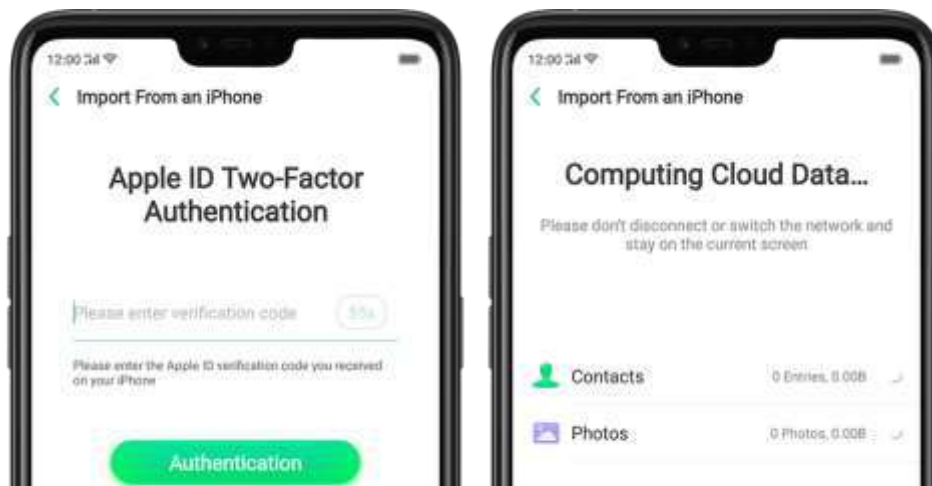 12:00
Import From an iPhone
Apple ID Two-Factor
Authentication
Please enter verification code
Please enter the Apple ID verification code you received
on your iPhone
Authentication
12:00
Import From an iPhone
Computing Cloud Data...
Please don't disconnect or switch the network and
stay on the current screen
Contacts 0 Entries, 0.00B
Photos 0 Photos, 0.00B